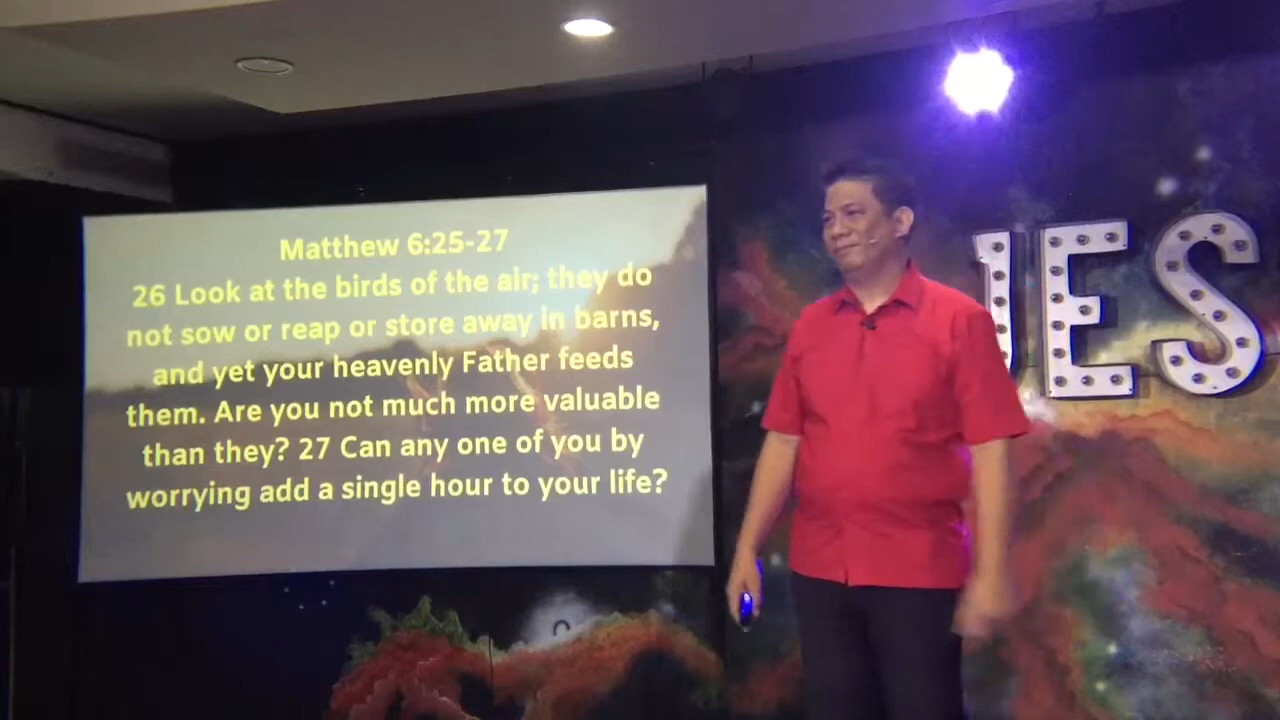 Matthew 6:25-27
26 Look at the birds of the air; they do
not sow or reap or store away in barns,
and yet your heavenly Father feeds
them. Are you not much more valuable
than they? 27 Can any one of you by
worrying add a single hour to your life?
JES